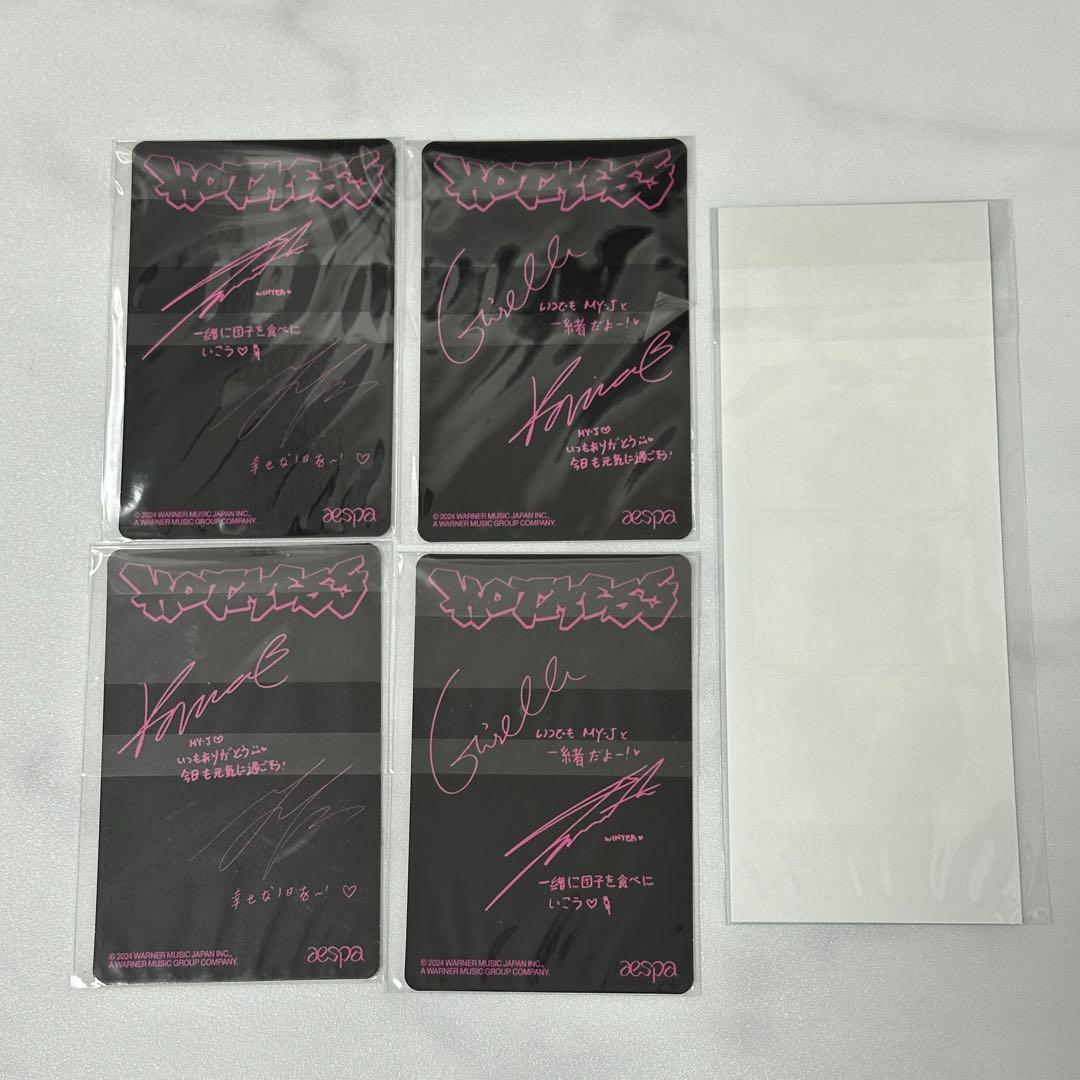 HOTMESS
WINTER♡
一緒に団子を食べに
いこう♡🍡
幸せな1日を～! ♡
© 2024 WARNER MUSIC JAPAN INC.,
A WARNER MUSIC GROUP COMPANY.
aespa
HOTMESS
Giselle
いつでも MY-Jと
一緒だよー!♡
Karina
MY-J♡
いつもありがとう♡
今日も元気に過ごそう!
© 2024 WARNER MUSIC JAPAN INC.,
A WARNER MUSIC GROUP COMPANY.
aespa
HOTMESS
Karina
MY-J♡
いつもありがとう♡
今日も元気に過ごそう!
幸せな1日を～! ♡
© 2024 WARNER MUSIC JAPAN INC.,
A WARNER MUSIC GROUP COMPANY.
aespa
HOTMESS
Giselle
いつでも MY-Jと
一緒だよー!♡
WINTER♡
一緒に団子を食べに
いこう♡🍡
© 2024 WARNER MUSIC JAPAN INC.,
A WARNER MUSIC GROUP COMPANY.
aespa